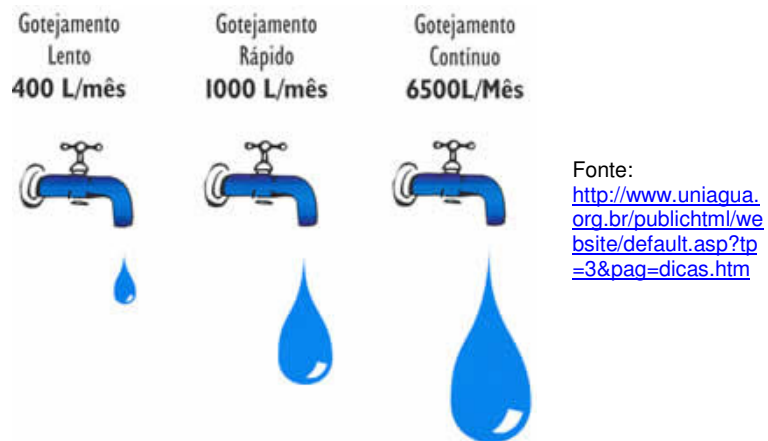 Gotejamento
Lento
400 L/mês
Gotejamento
Rápido
1000 L/mês
Gotejamento
Contínuo
6500L/Mês
Fonte:
http://www.uniagua.
org.br/publichtml/we
bsite/default.asp?tp
=3&pag=dicas.htm